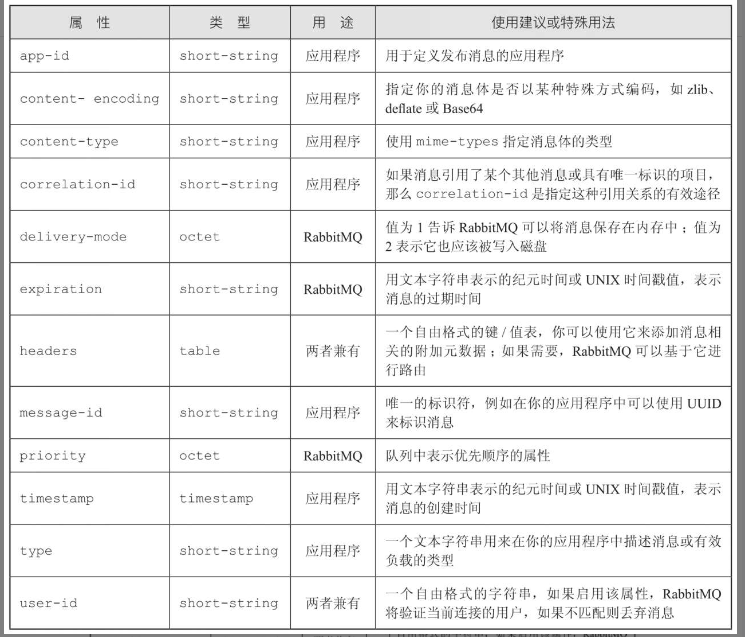 属 性 类 型 用 途 使用建议或特殊用法
app-id short-string 应用程序 用于定义发布消息的应用程序
content- encoding short-string 应用程序 指定你的消息体是否以某种特殊方式编码，如 zlib、
deflate 或 Base64
content-type short-string 应用程序 使用 mime-types 指定消息体的类型
correlation-id short-string 应用程序 如果消息引用了某个其他消息或具有唯一标识的项目，
那么 correlation-id 是指定这种引用关系的有效途径
delivery-mode octet RabbitMQ 值为 1 告诉 RabbitMQ 可以将消息保存在内存中；值为
2 表示它也应该被写入磁盘
expiration short-string RabbitMQ 用文本字符串表示的纪元时间或 UNIX 时间戳值，表示
消息的过期时间
headers table 两者兼有 一个自由格式的键 / 值表，你可以使用它来添加消息相
关的附加元数据；如果需要，RabbitMQ 可以基于它进
行路由
message-id short-string 应用程序 唯一的标识符，例如在你的应用程序中可以使用 UUID
来标识消息
priority octet RabbitMQ 队列中表示优先顺序的属性
timestamp timestamp 应用程序 用文本字符串表示的纪元时间或 UNIX 时间戳值，表示
消息的创建时间
type short-string 应用程序 一个文本字符串用来在你的应用程序中描述消息或有效
负载的类型
user-id short-string 两者兼有 一个自由格式的字符串，如果启用该属性，RabbitMQ
将验证当前连接的用户，如果不匹配则丢弃消息